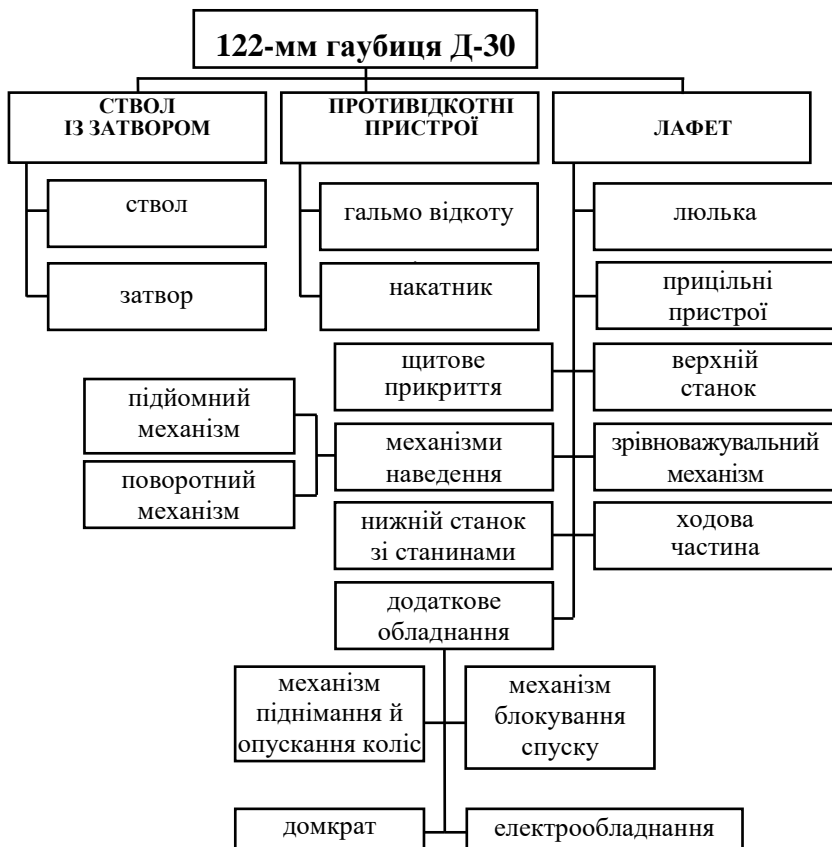 122-мм гаубиця Д-30
СТВОЛ
ІЗ ЗАТВОРОМ
ПРОТИВІДКОТНІ
ПРИСТРОЇ
ЛАФЕТ
ствол
гальмо відкоту
люлька
затвор
накатник
прицільні
пристрої
щитове
прикриття
верхній
станок
підйомний
механізм
механізми
наведення
зрівноважувальний
механізм
поворотний
механізм
нижній станок
зі станинами
ходова
частина
додаткове
обладнання
механізм
піднімання й
опускання коліс
механізм
блокування
спуску
домкрат
електрообладнання